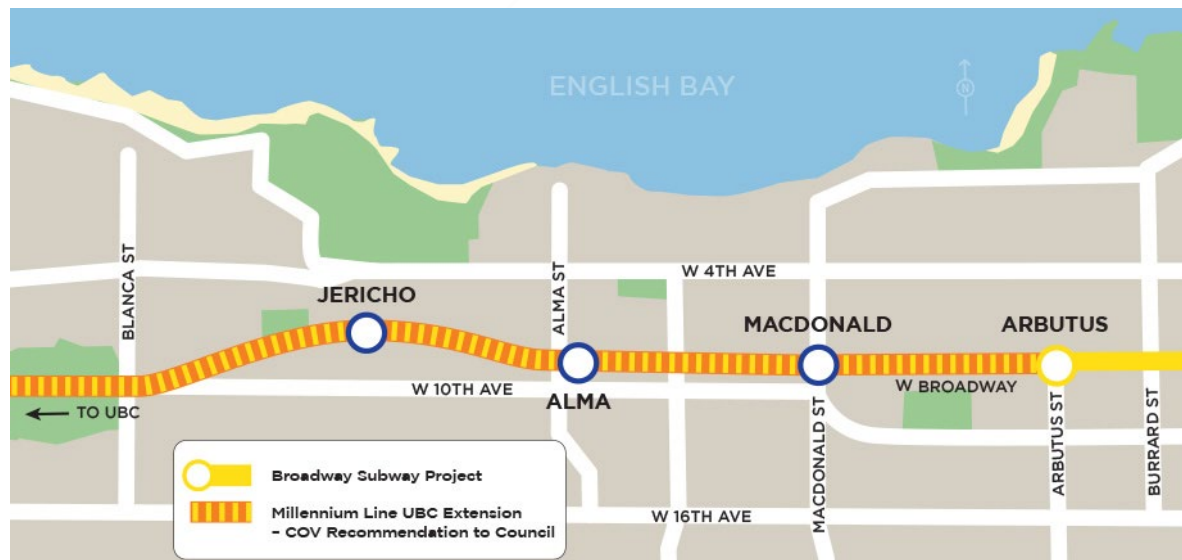 ENGLISH BAY
N
BLANCA ST
ALMA ST
W 4TH AVE
JERICHO
MACDONALD
ARBUTUS
W 10TH AVE
W BROADWAY
ALMA
TO UBC
MACDONALD ST
ARBUTUS ST
BURRARD ST
Broadway Subway Project
Millennium Line UBC Extension
– COV Recommendation to Council
W 16TH AVE